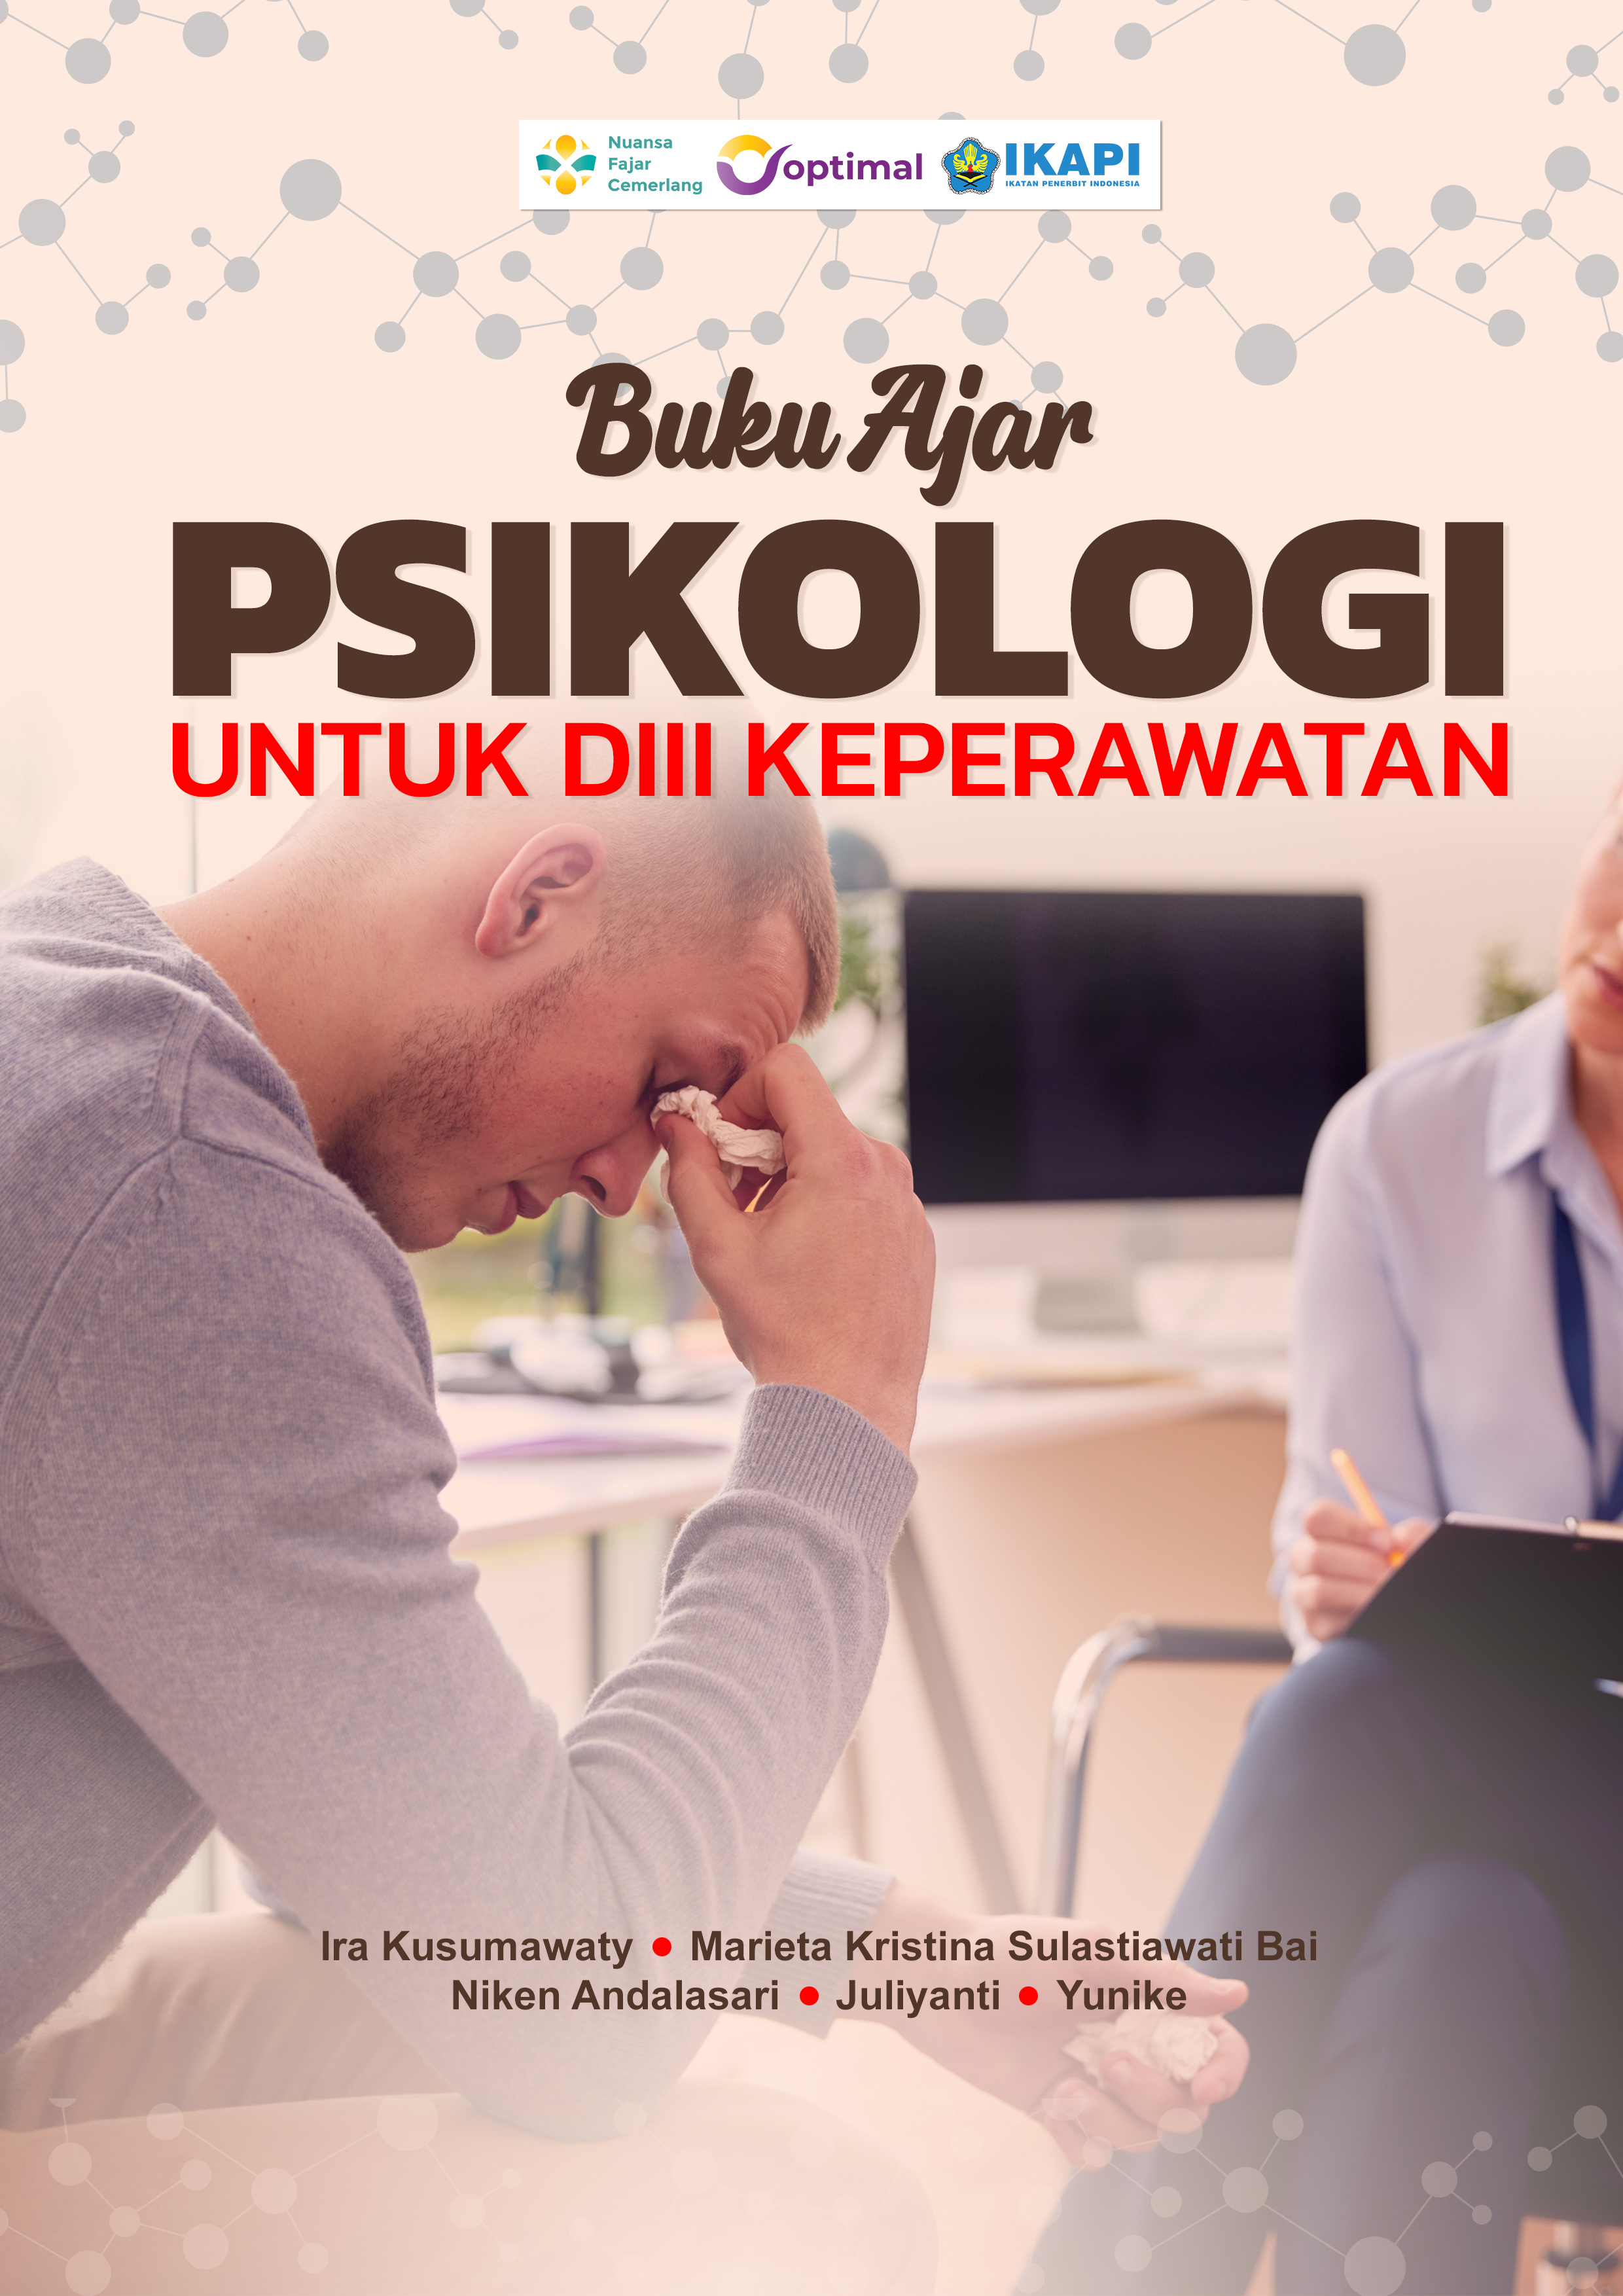 Nuansa
Fajar
Cemerlang
optimal
IKAPI
IKATAN PENERBIT INDONESIA
Buku Ajar
PSIKOLOGI
UNTUK DIII KEPERAWATAN
Ira Kusumawaty • Marieta Kristina Sulastiawati Bai
Niken Andalasari • Juliyanti • Yunike